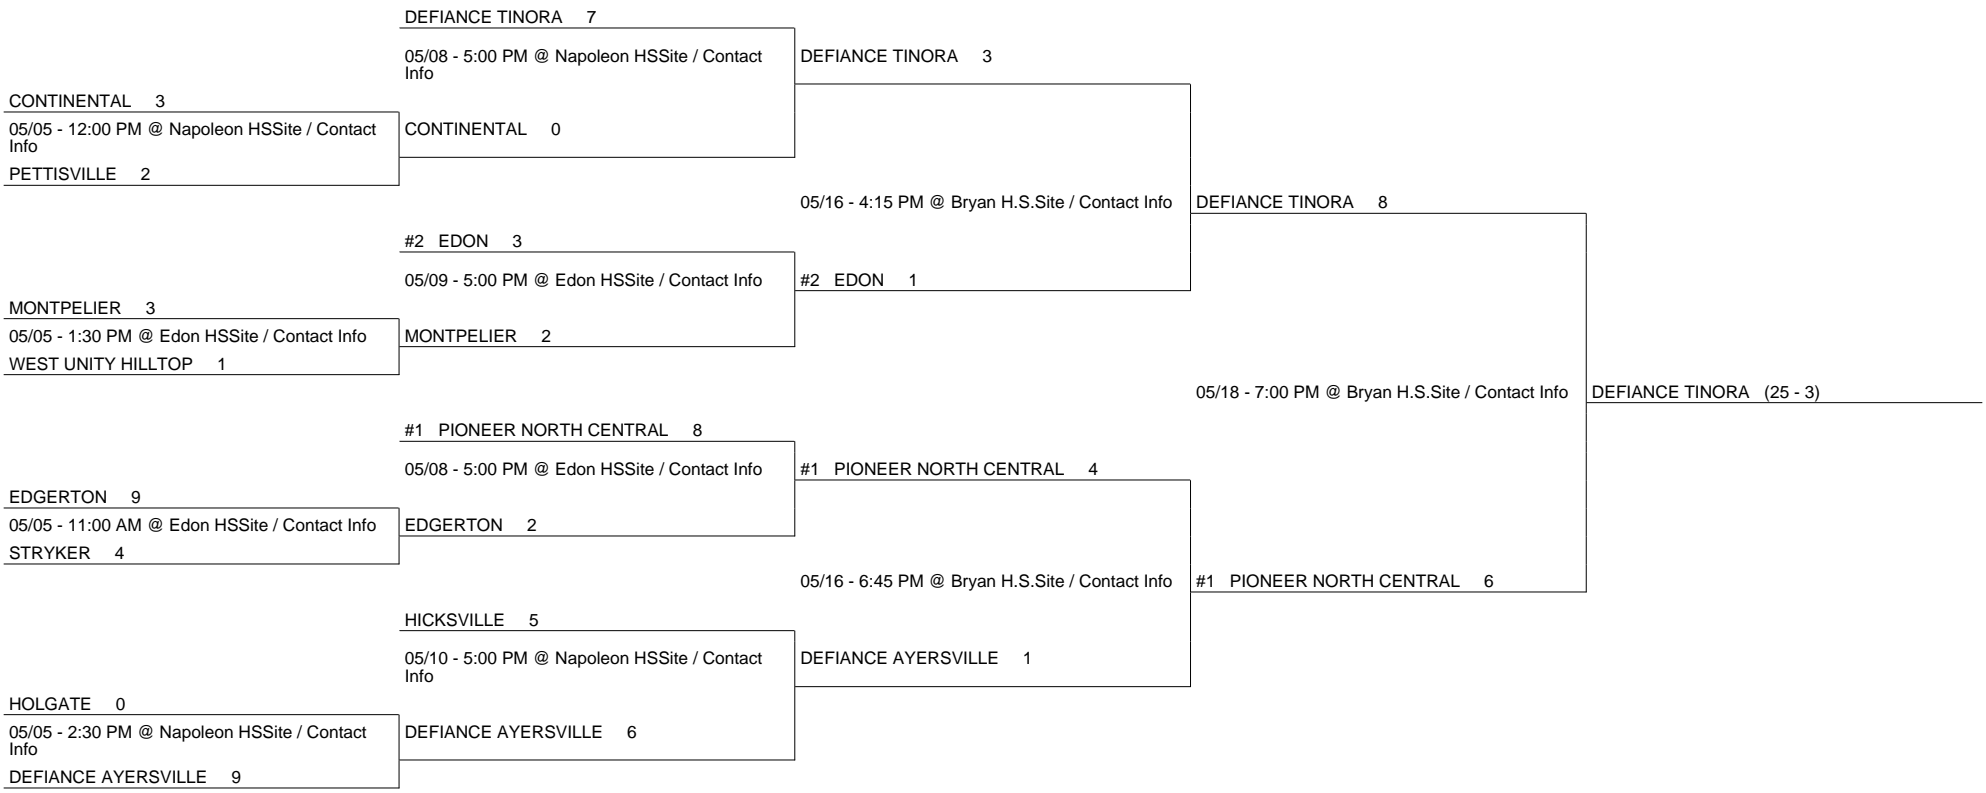 DEFIANCE TINORA 7
05/08 - 5:00 PM @ Napoleon HSSite / Contact
Info
DEFIANCE TINORA 3
CONTINENTAL 3
05/05 - 12:00 PM @ Napoleon HSSite / Contact
Info
CONTINENTAL 0
PETTISVILLE 2
05/16 - 4:15 PM @ Bryan H.S.Site / Contact Info
DEFIANCE TINORA 8
#2 EDON 3
05/09 - 5:00 PM @ Edon HSSite / Contact Info
#2 EDON 1
MONTPELIER 3
05/05 - 1:30 PM @ Edon HSSite / Contact Info
MONTPELIER 2
WEST UNITY HILLTOP 1
05/18 - 7:00 PM @ Bryan H.S.Site / Contact Info
DEFIANCE TINORA (25 - 3)
#1 PIONEER NORTH CENTRAL 8
05/08 - 5:00 PM @ Edon HSSite / Contact Info
#1 PIONEER NORTH CENTRAL 4
EDGERTON 9
05/05 - 11:00 AM @ Edon HSSite / Contact Info
EDGERTON 2
STRYKER 4
05/16 - 6:45 PM @ Bryan H.S.Site / Contact Info
#1 PIONEER NORTH CENTRAL 6
HICKSVILLE 5
05/10 - 5:00 PM @ Napoleon HSSite / Contact
Info
DEFIANCE AYERSVILLE 1
HOLGATE 0
05/05 - 2:30 PM @ Napoleon HSSite / Contact
Info
DEFIANCE AYERSVILLE 6
DEFIANCE AYERSVILLE 9